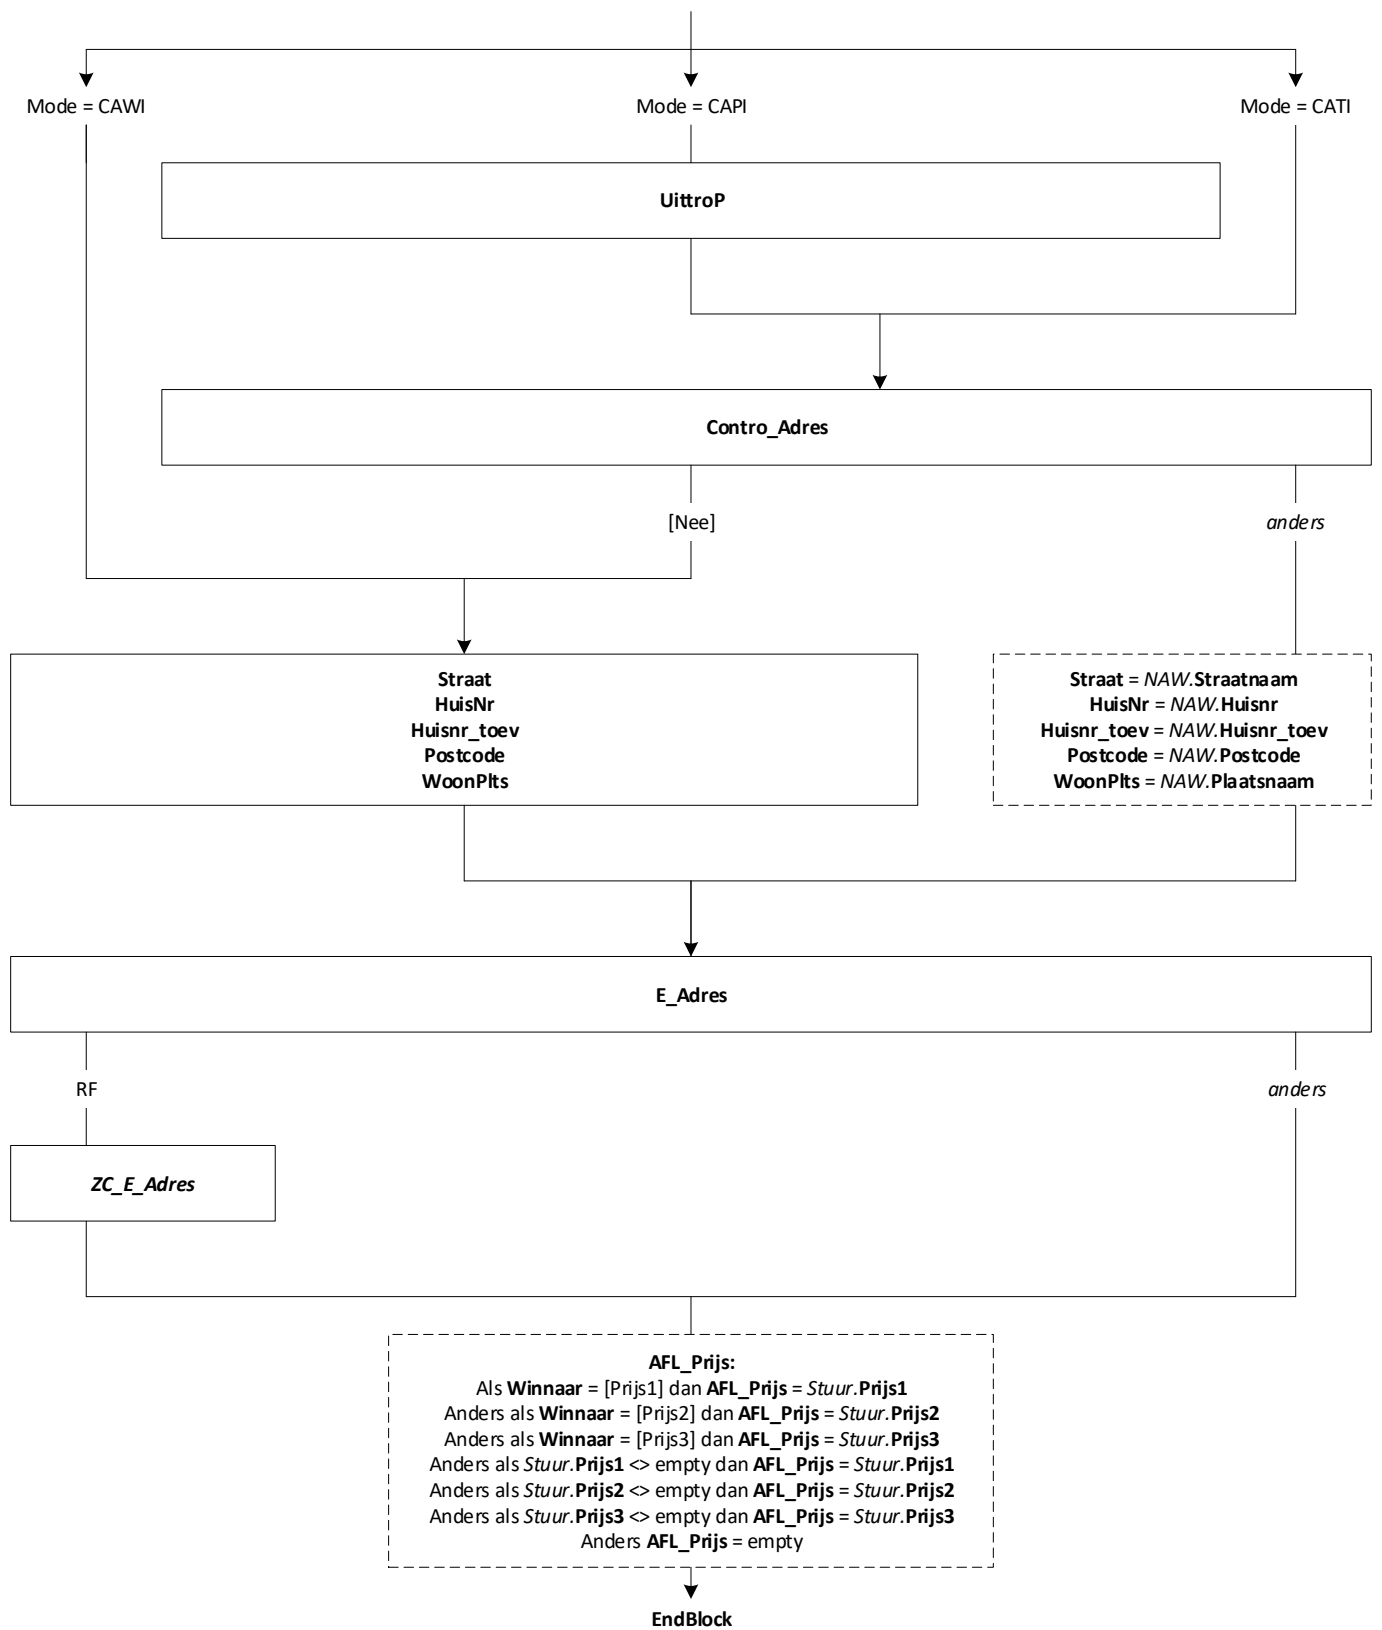 Mode = CAWI
Mode = CAPI
Mode = CATI
UittroP
Contro_Adres
[Nee]
anders
Straat
HuisNr
Huisnr_toev
Postcode
WoonPlts
Straat = NAW.Straatnaam
HuisNr = NAW.Huisnr
Huisnr_toev = NAW.Huisnr_toev
Postcode = NAW.Postcode
WoonPlts = NAW.Plaatsnaam
E_Adres
RF
anders
ZC_E_Adres
AFL_Prijs:
Als Winnaar = [Prijs1] dan AFL_Prijs = Stuur.Prijs1
Anders als Winnaar = [Prijs2] dan AFL_Prijs = Stuur.Prijs2
Anders als Winnaar = [Prijs3] dan AFL_Prijs = Stuur.Prijs3
Anders als Stuur.Prijs1 <> empty dan AFL_Prijs = Stuur.Prijs1
Anders als Stuur.Prijs2 <> empty dan AFL_Prijs = Stuur.Prijs2
Anders als Stuur.Prijs3 <> empty dan AFL_Prijs = Stuur.Prijs3
Anders AFL_Prijs = empty
EndBlock